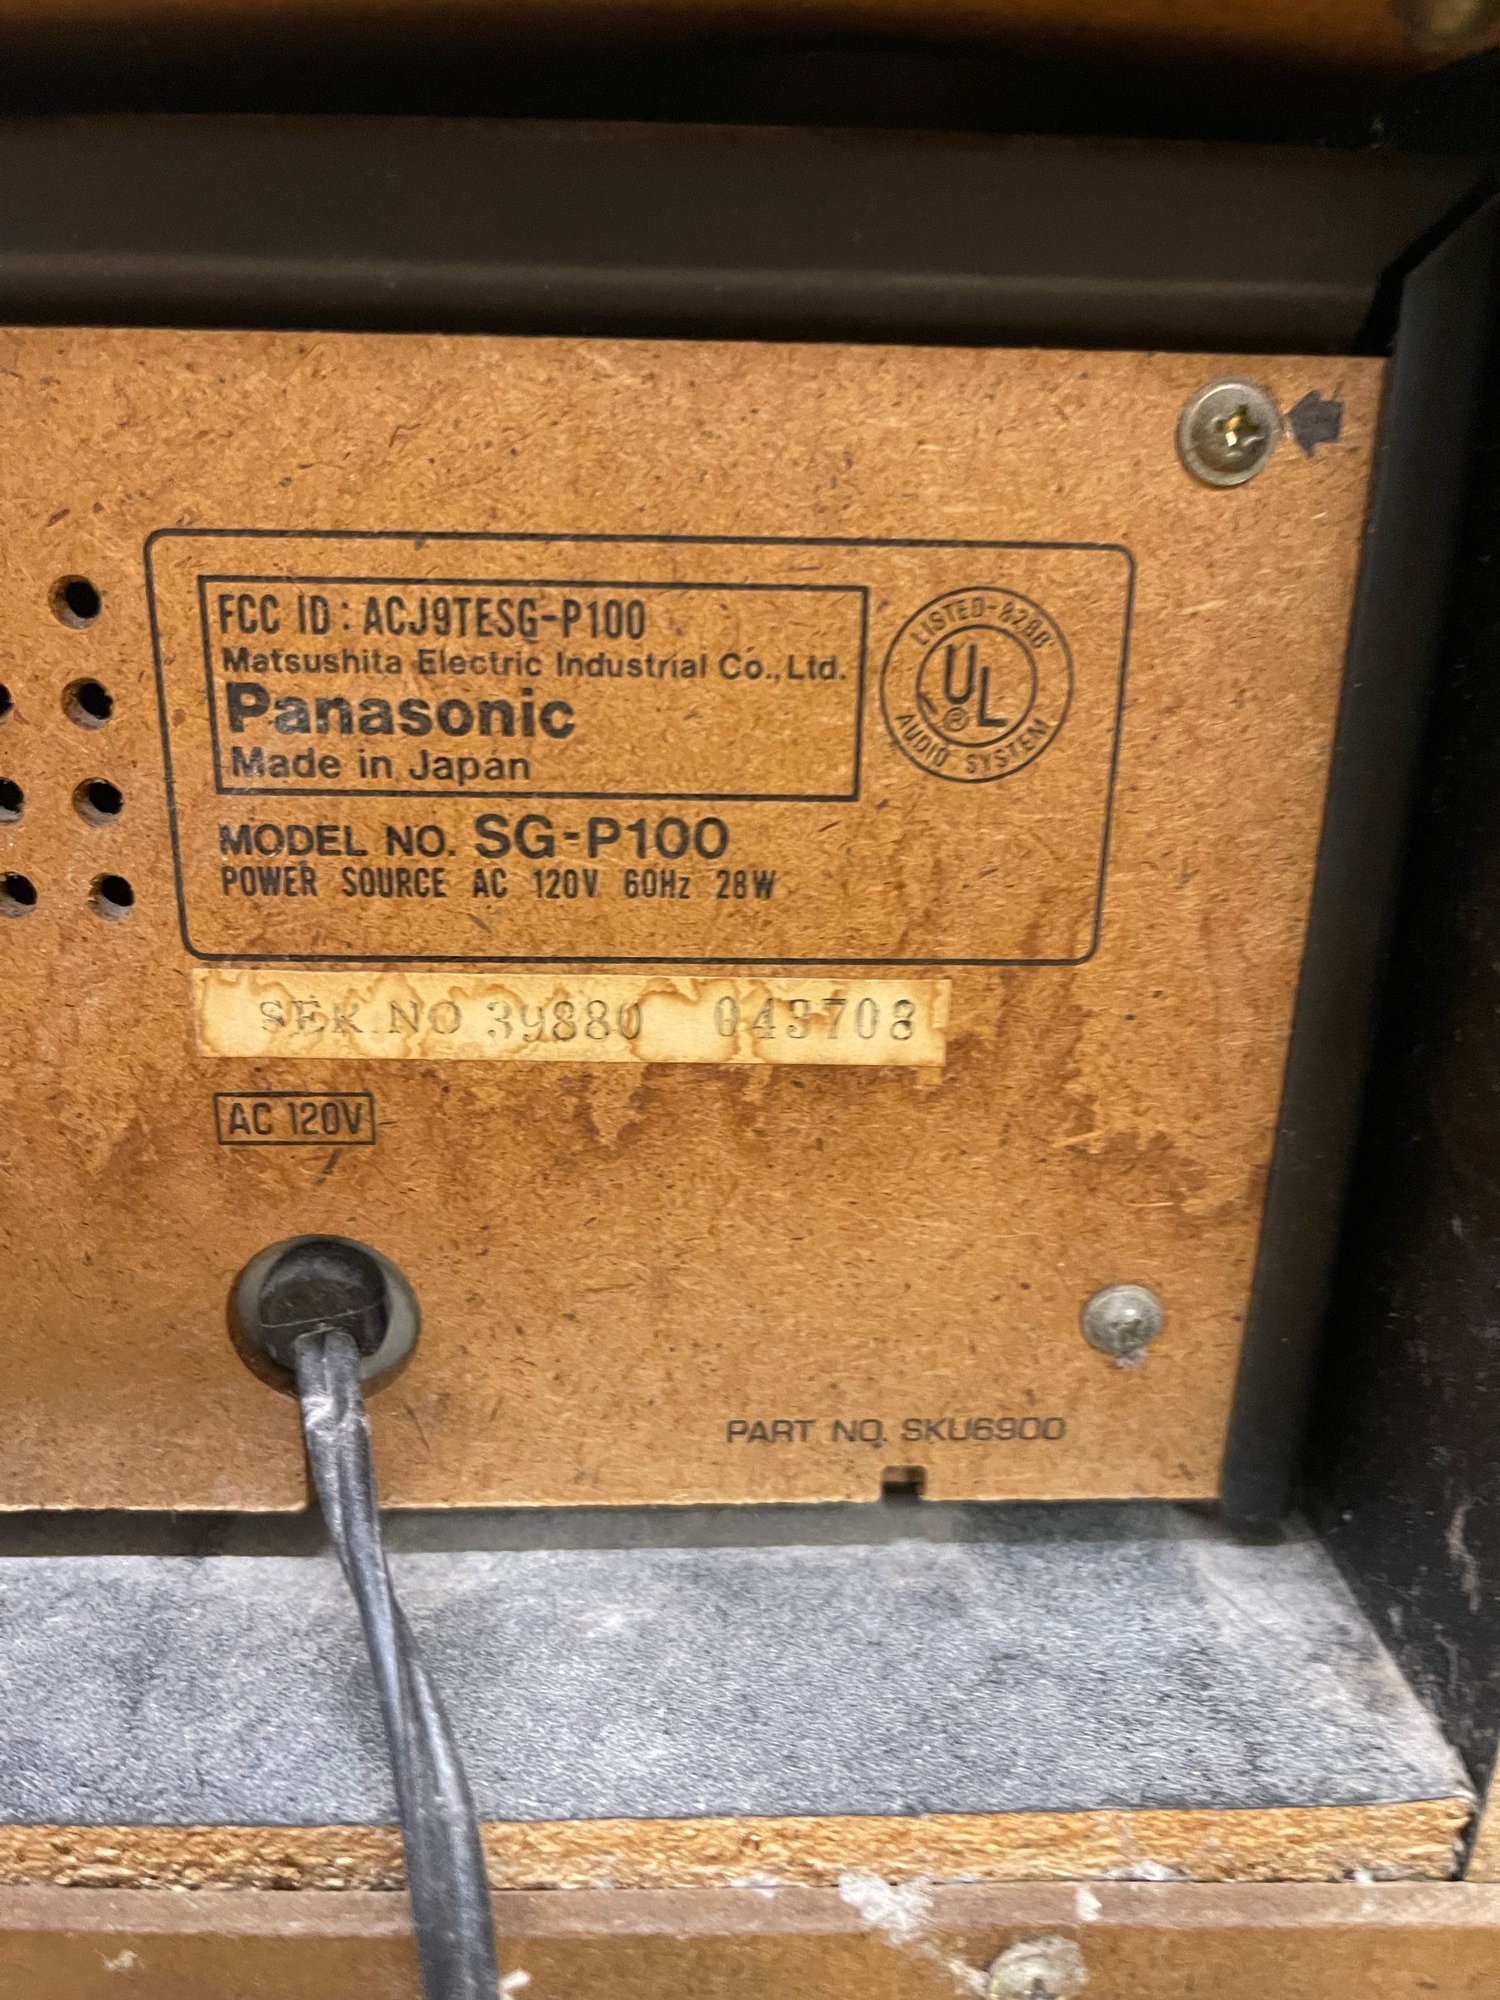 FCC ID : ACJ9TESG-P100
Matsushita Electric Industrial Co., Ltd.
Panasonic
Made in Japan
LISTED-828B
UL
®
AUDIO SYSTEM
MODEL NO. SG-P100
POWER SOURCE AC 120V 60Hz 28W
SER NO 39880 043708
AC 120V
PART NO. SKU6900